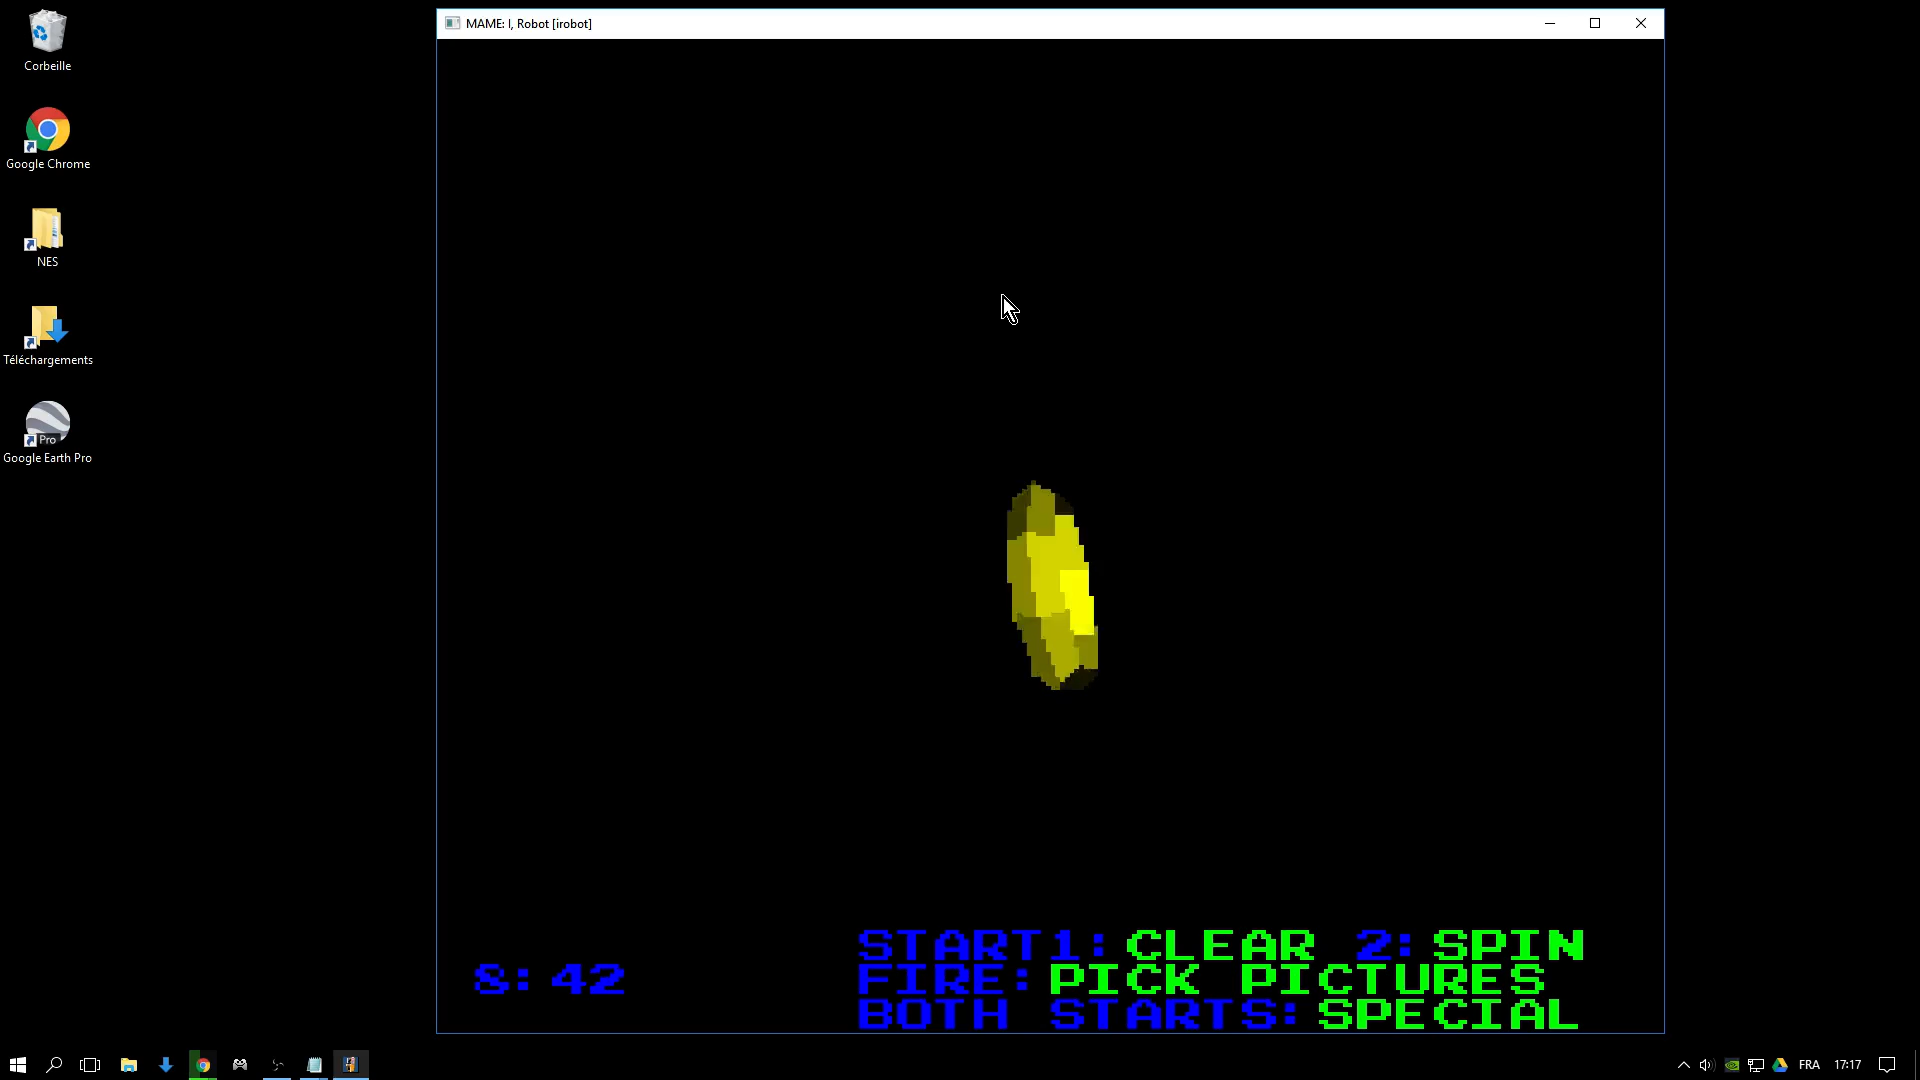 MAME: I, Robot [irobot]
Corbeille
Google Chrome
NES
Téléchargements
Pro
Google Earth Pro
START1: CLEAR 2: SPIN
8:42 FIRE: PICK PICTURES
BOTH STARTS: SPECIAL
FRA 17:17